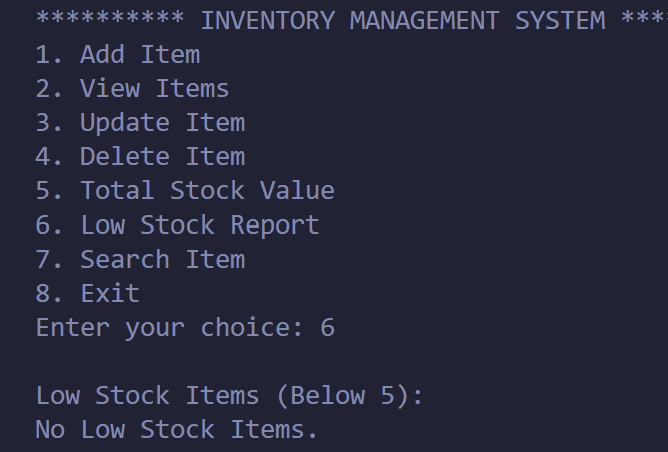 ********** INVENTORY MANAGEMENT SYSTEM ****
1. Add Item
2. View Items
3. Update Item
4. Delete Item
5. Total Stock Value
6. Low Stock Report
7. Search Item
8. Exit
Enter your choice: 6
Low Stock Items (Below 5):
No Low Stock Items.